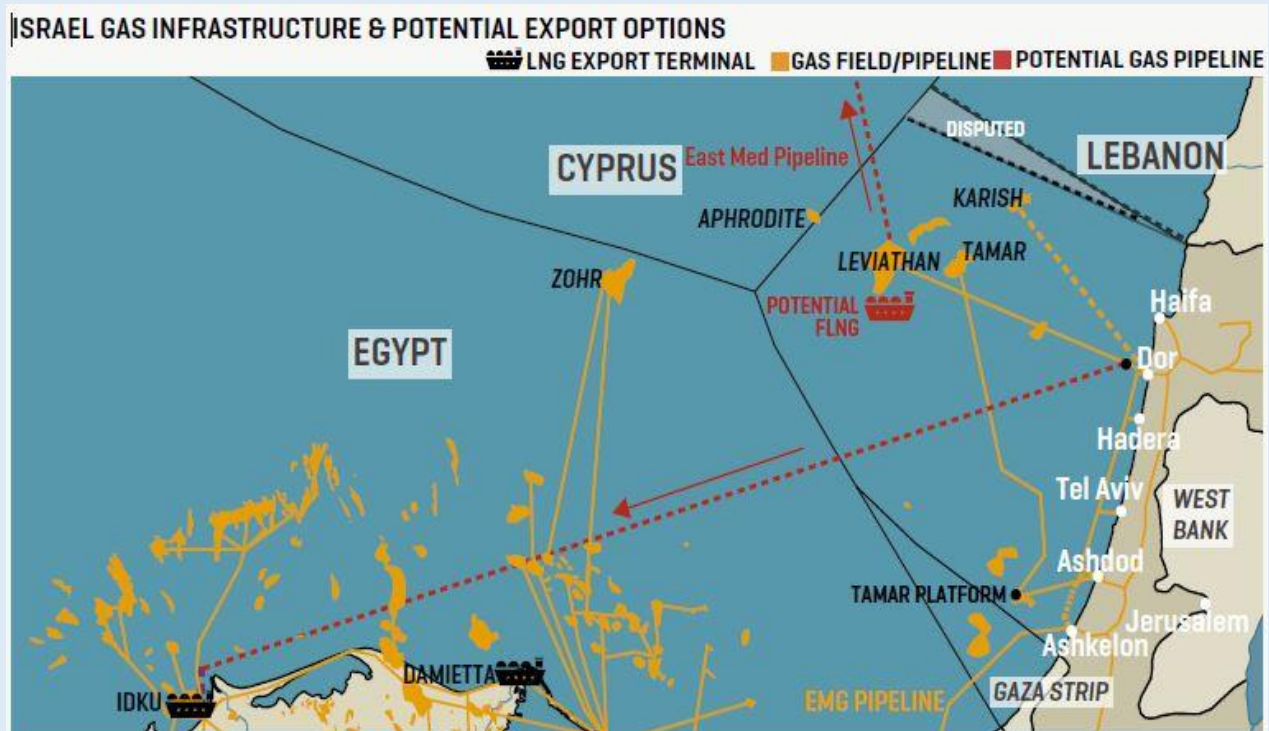 ISRAEL GAS INFRASTRUCTURE & POTENTIAL EXPORT OPTIONS
LNG EXPORT TERMINAL GAS FIELD/PIPELINE POTENTIAL GAS PIPELINE
DISPUTED
LEBANON
CYPRUS
East Med Pipeline
KARISH
APHRODITE
LEVIATHAN
TAMAR
ZOHR
POTENTIAL
FLNG
Haifa
EGYPT
Dor
Hadera
Tel Aviv
WEST
BANK
Ashdod
TAMAR PLATFORM
Jerusalem
Ashkelon
DAMIETTA
IDKU
EMG PIPELINE
GAZA STRIP